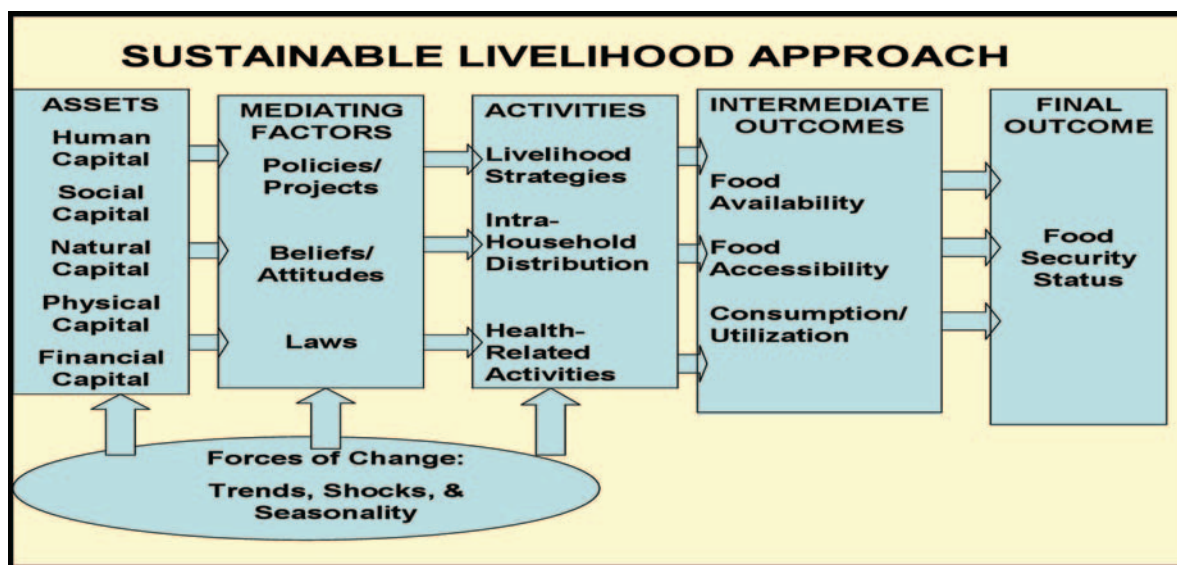 SUSTAINABLE LIVELIHOOD APPROACH
ASSETS
Human
Capital
Social
Capital
Natural
Capital
Physical
Capital
Financial
Capital
MEDIATING
FACTORS
Policies/
Projects
Beliefs/
Attitudes
Laws
ACTIVITIES
Livelihood
Strategies
Intra-
Household
Distribution
Health-
Related
Activities
INTERMEDIATE
OUTCOMES
Food
Availability
Food
Accessibility
Consumption/
Utilization
FINAL
OUTCOME
Food
Security
Status
Forces of Change:
Trends, Shocks, &
Seasonality